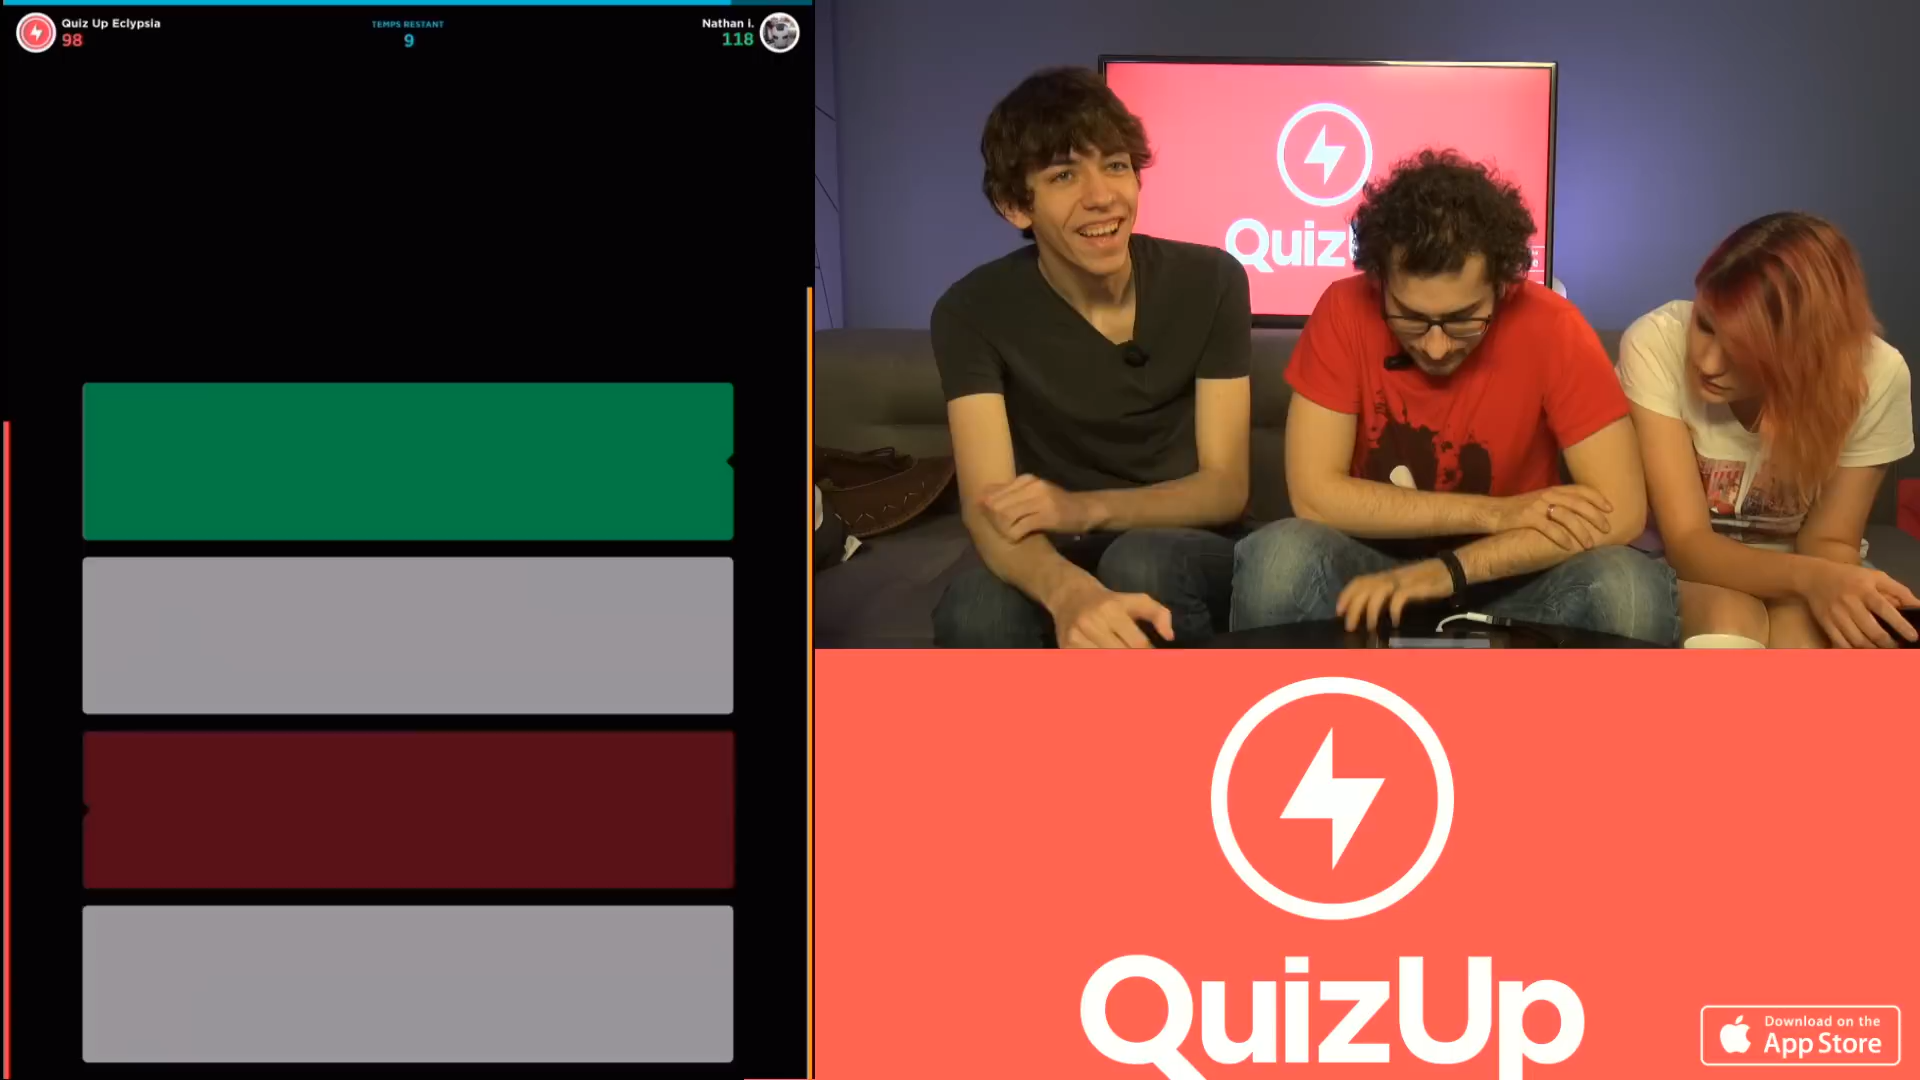 Quiz Up Eclypsia
98
TEMPS RESTANT
9
Nathan i.
118
Quiz
QuizUp
Download on the
App Store